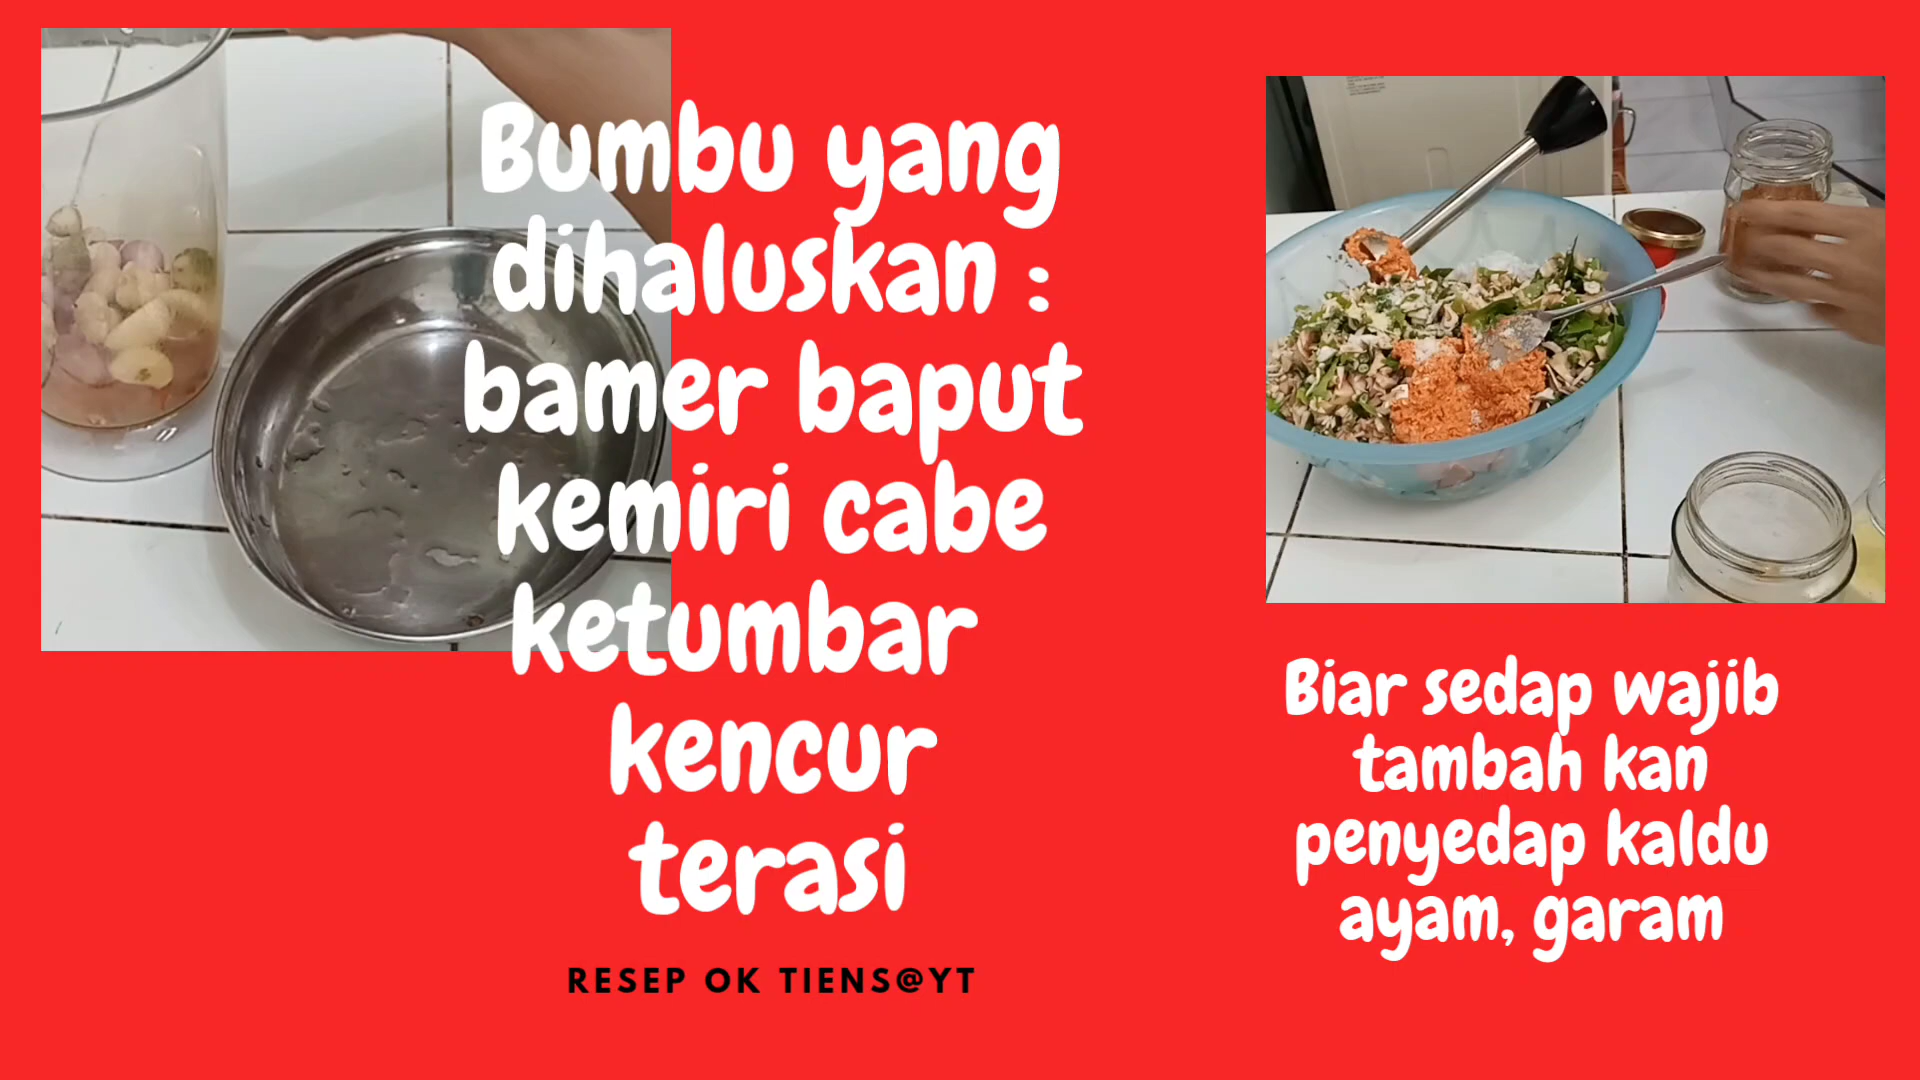 Bumbu yang
dihaluskan :
bamer baput
kemiri cabe
ketumbar
kencur
terasi
RESEP OK TIENS@YT
Biar sedap wajib
tambah kan
penyedap kaldu
ayam, garam